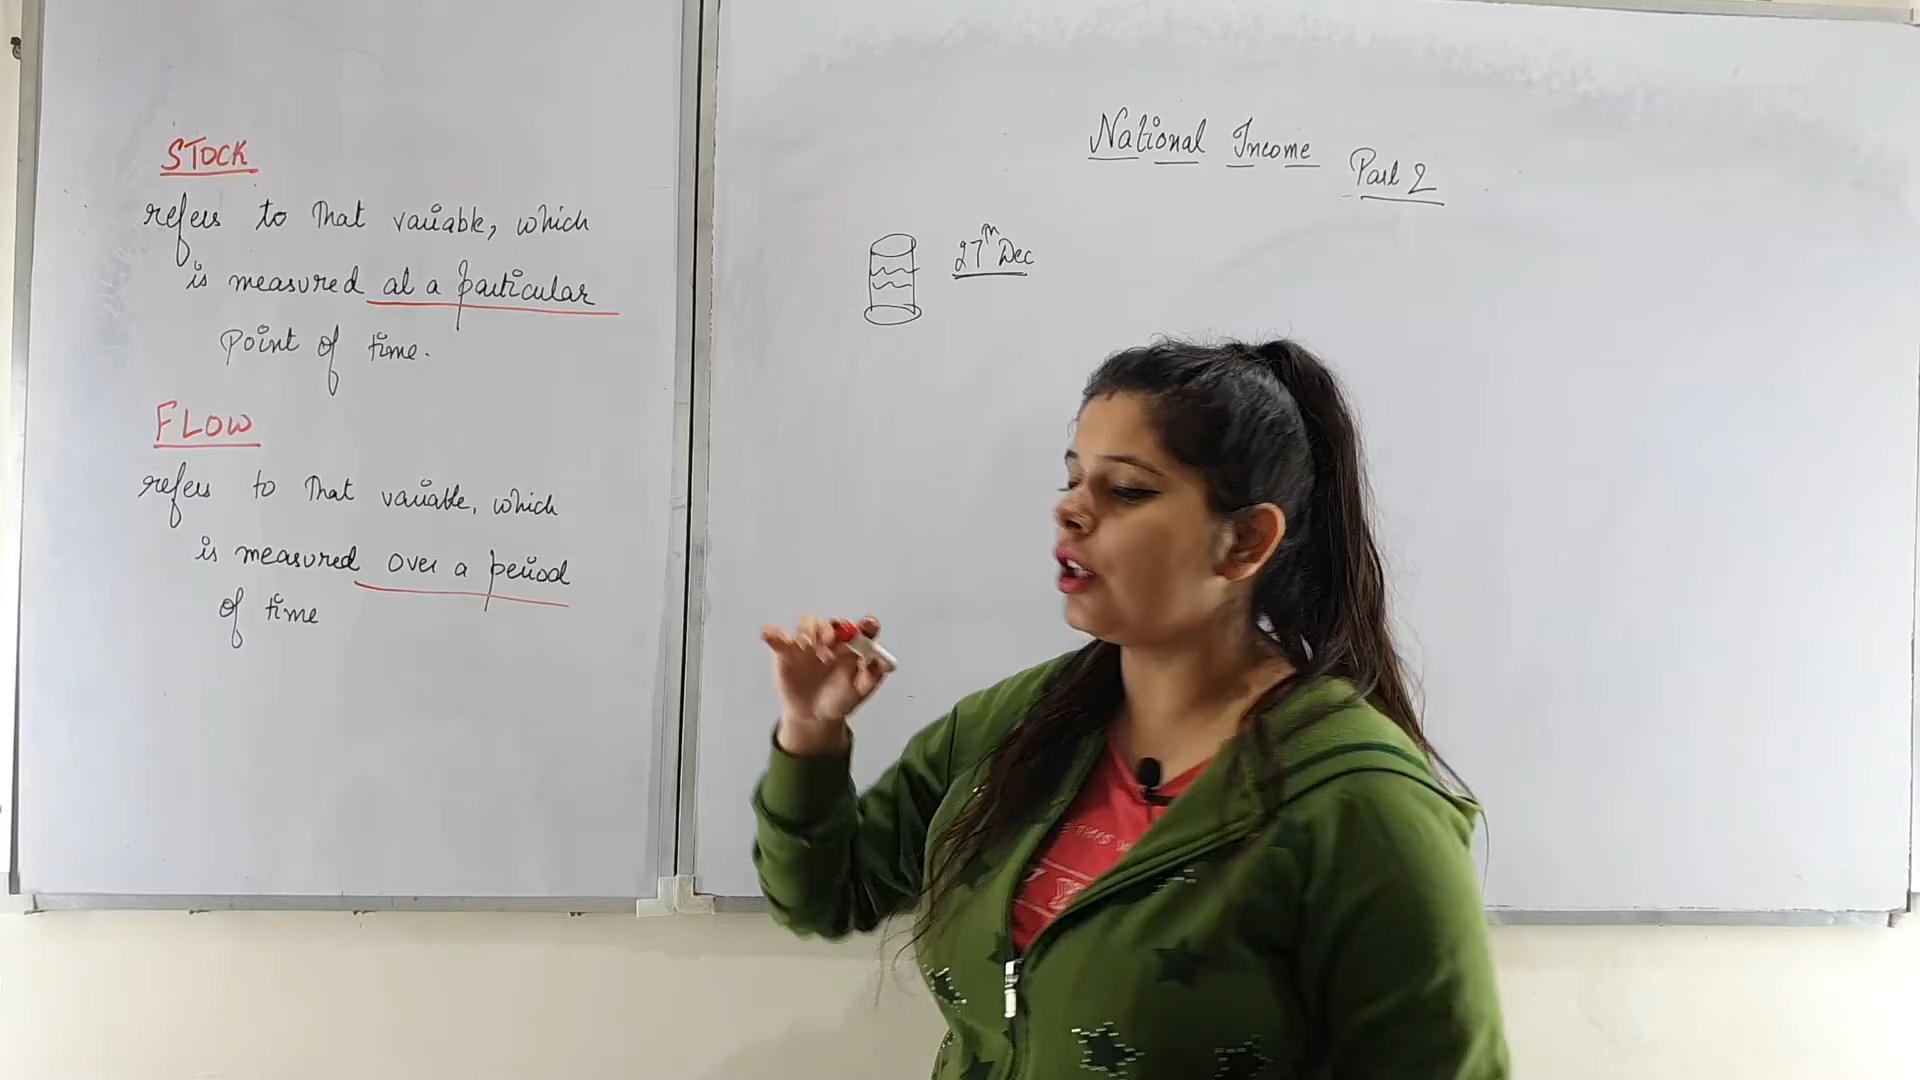 STOCK
refers to that variable, which
is measured at a particular
Point of time.
FLOW
refers to that variable, which
is measured over a period
of time
National Income
Part 2
27th Dec